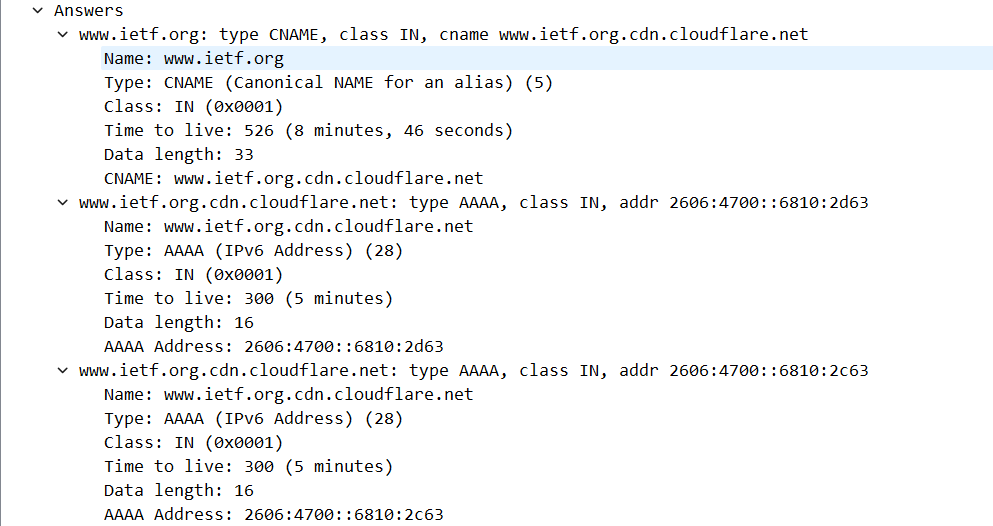 Answers
www.ietf.org: type CNAME, class IN, cname www.ietf.org.cdn.cloudflare.net
Name: www.ietf.org
Type: CNAME (Canonical NAME for an alias) (5)
Class: IN (0x0001)
Time to live: 526 (8 minutes, 46 seconds)
Data length: 33
CNAME: www.ietf.org.cdn.cloudflare.net
www.ietf.org.cdn.cloudflare.net: type AAAA, class IN, addr 2606:4700::6810:2d63
Name: www.ietf.org.cdn.cloudflare.net
Type: AAAA (IPv6 Address) (28)
Class: IN (0x0001)
Time to live: 300 (5 minutes)
Data length: 16
AAAA Address: 2606:4700::6810:2d63
www.ietf.org.cdn.cloudflare.net: type AAAA, class IN, addr 2606:4700::6810:2c63
Name: www.ietf.org.cdn.cloudflare.net
Type: AAAA (IPv6 Address) (28)
Class: IN (0x0001)
Time to live: 300 (5 minutes)
Data length: 16
AAAA Address: 2606:4700::6810:2c63